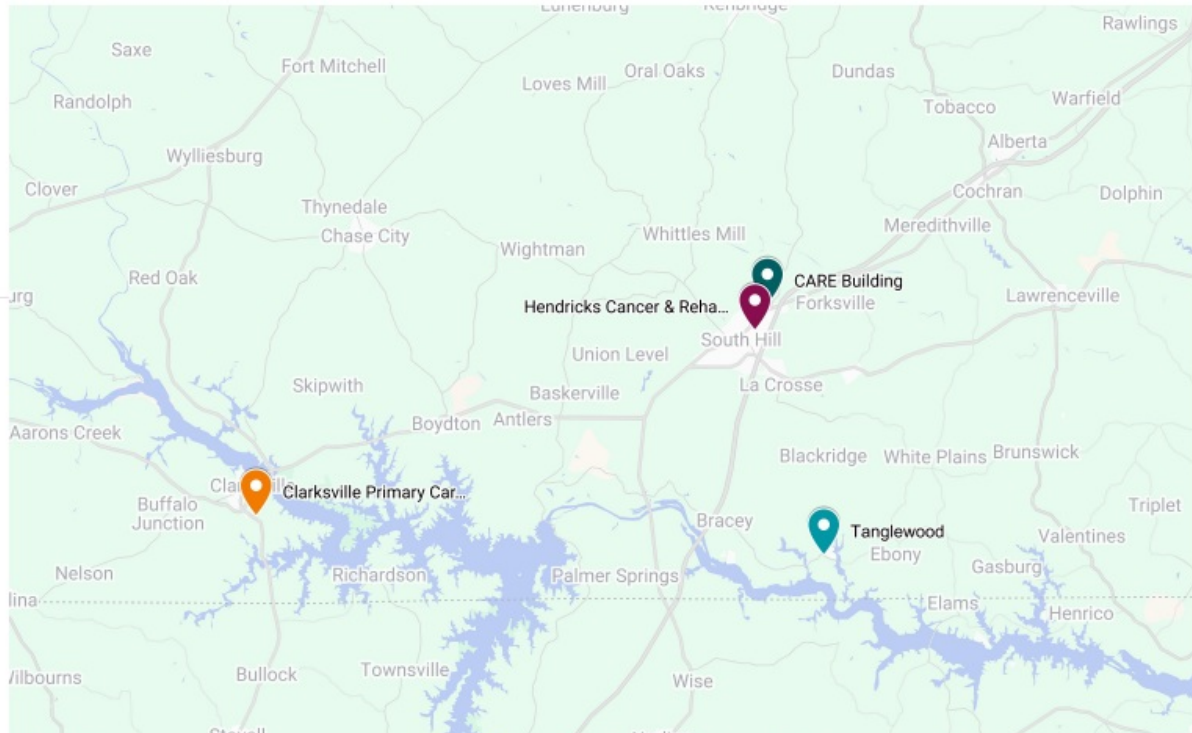 Lunenburg
Kenbridge
Rawlings
Saxe
Fort Mitchell
Loves Mill
Oral Oaks
Dundas
Randolph
Tobacco
Warfield
Wylliesburg
Alberta
Clover
Cochran
Dolphin
Thynedale
Chase City
Whittles Mill
Meredithville
Wightman
Red Oak
CARE Building
Hendricks Cancer & Reha...
Forksville
Lawrenceville
South Hill
Union Level
La Crosse
Skipwith
Baskerville
Boydton
Antlers
Aarons Creek
Blackridge
White Plains
Brunswick
Clarksville Primary Car...
Buffalo
Junction
Triplet
Bracey
Tanglewood
Ebony
Valentines
Nelson
Richardson
Palmer Springs
Gasburg
Elams
Henrico
Bullock
Townsville
Wise